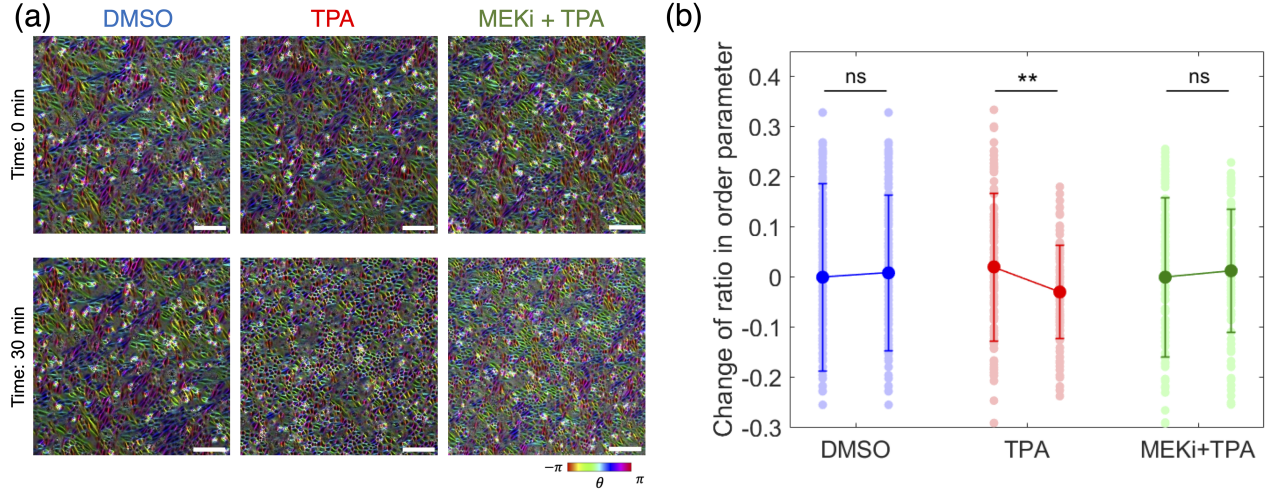 (a)
DMSO
TPA
MEKi + TPA
Time: 0 min
Time: 30 min
−π
π
θ
(b)
Change of ratio in order parameter
0.4
0.3
0.2
0.1
0
-0.1
-0.2
-0.3
ns
**
ns
DMSO
TPA
MEKi+TPA